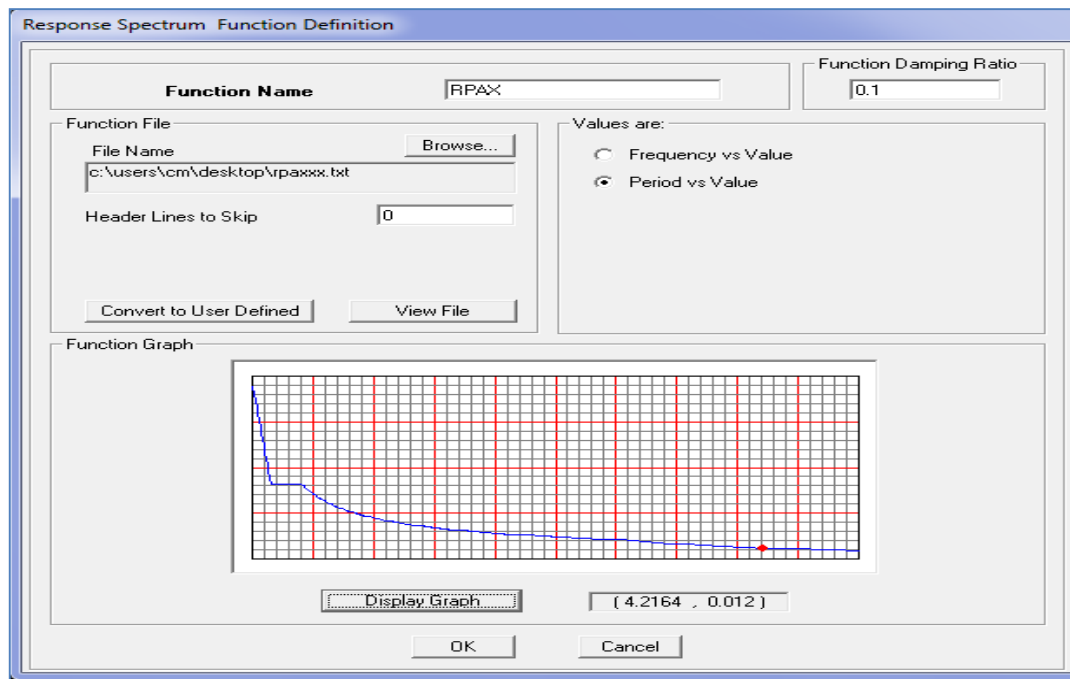 Response Spectrum Function Definition
Function Name
RPAX
Function Damping Ratio
0.1
Function File
File Name
Browse...
c:\users\cm\desktop\rpaxxx.txt
Header Lines to Skip
0
Convert to User Defined
View File
Values are:
Frequency vs Value
Period vs Value
Function Graph
Display Graph
( 4.2164 , 0.012 )
OK
Cancel